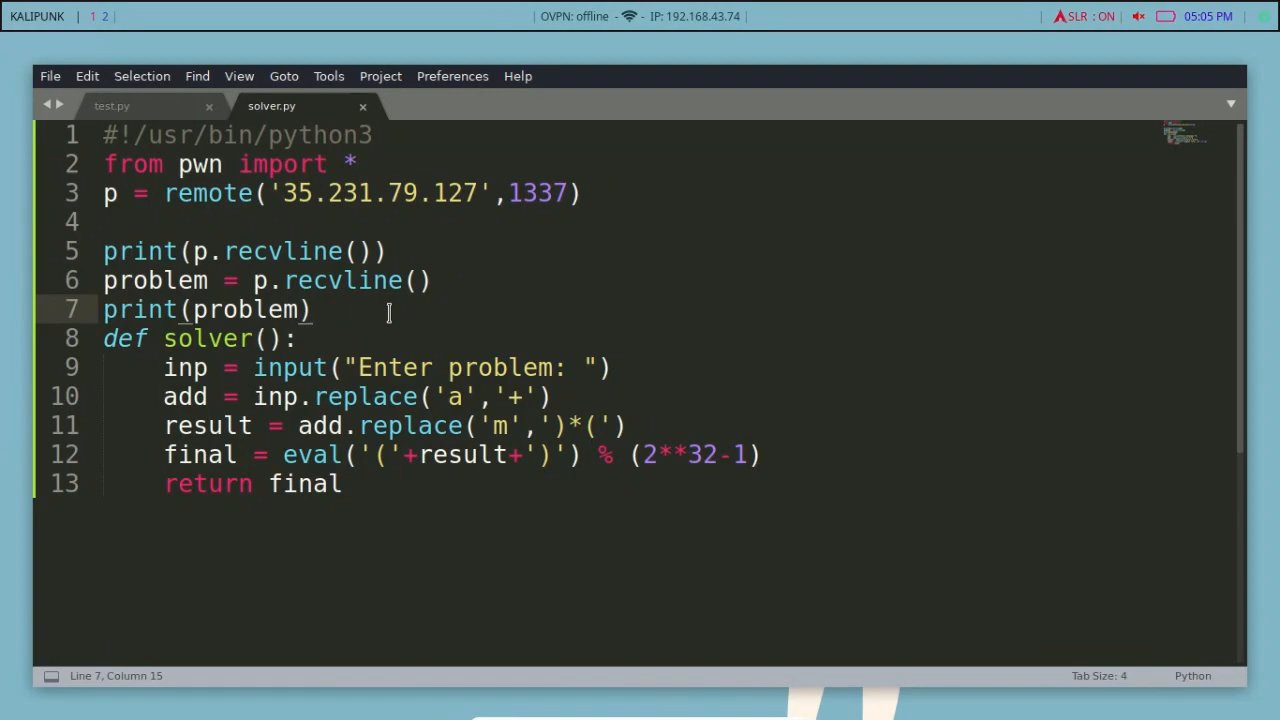 KALIPUNK | 1 2 |
| OVPN: offline - - IP: 192.168.43.74 |
| SLR : ON | 05:05 PM |
File Edit Selection Find View Goto Tools Project Preferences Help
test.py × solver.py ×
1 #!/usr/bin/python3
2 from pwn import *
3 p = remote('35.231.79.127',1337)
4
5 print(p.recvline())
6 problem = p.recvline()
7 print(problem)
8 def solver():
9 inp = input("Enter problem: ")
10 add = inp.replace('a','+')
11 result = add.replace('m',')*(')
12 final = eval('('+result+')') % (2**32-1)
13 return final
Line 7, Column 15 Tab Size: 4 Python